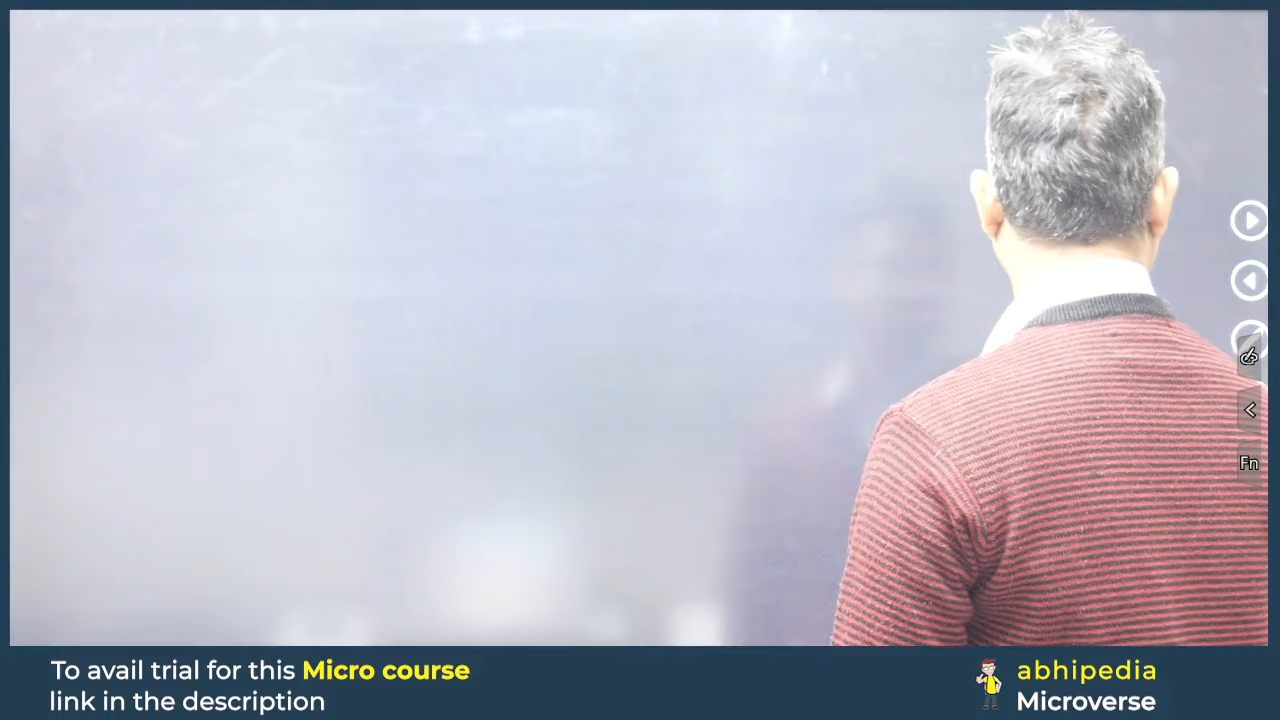 Fn
To avail trial for this Micro course
link in the description
abhipedia
Microverse